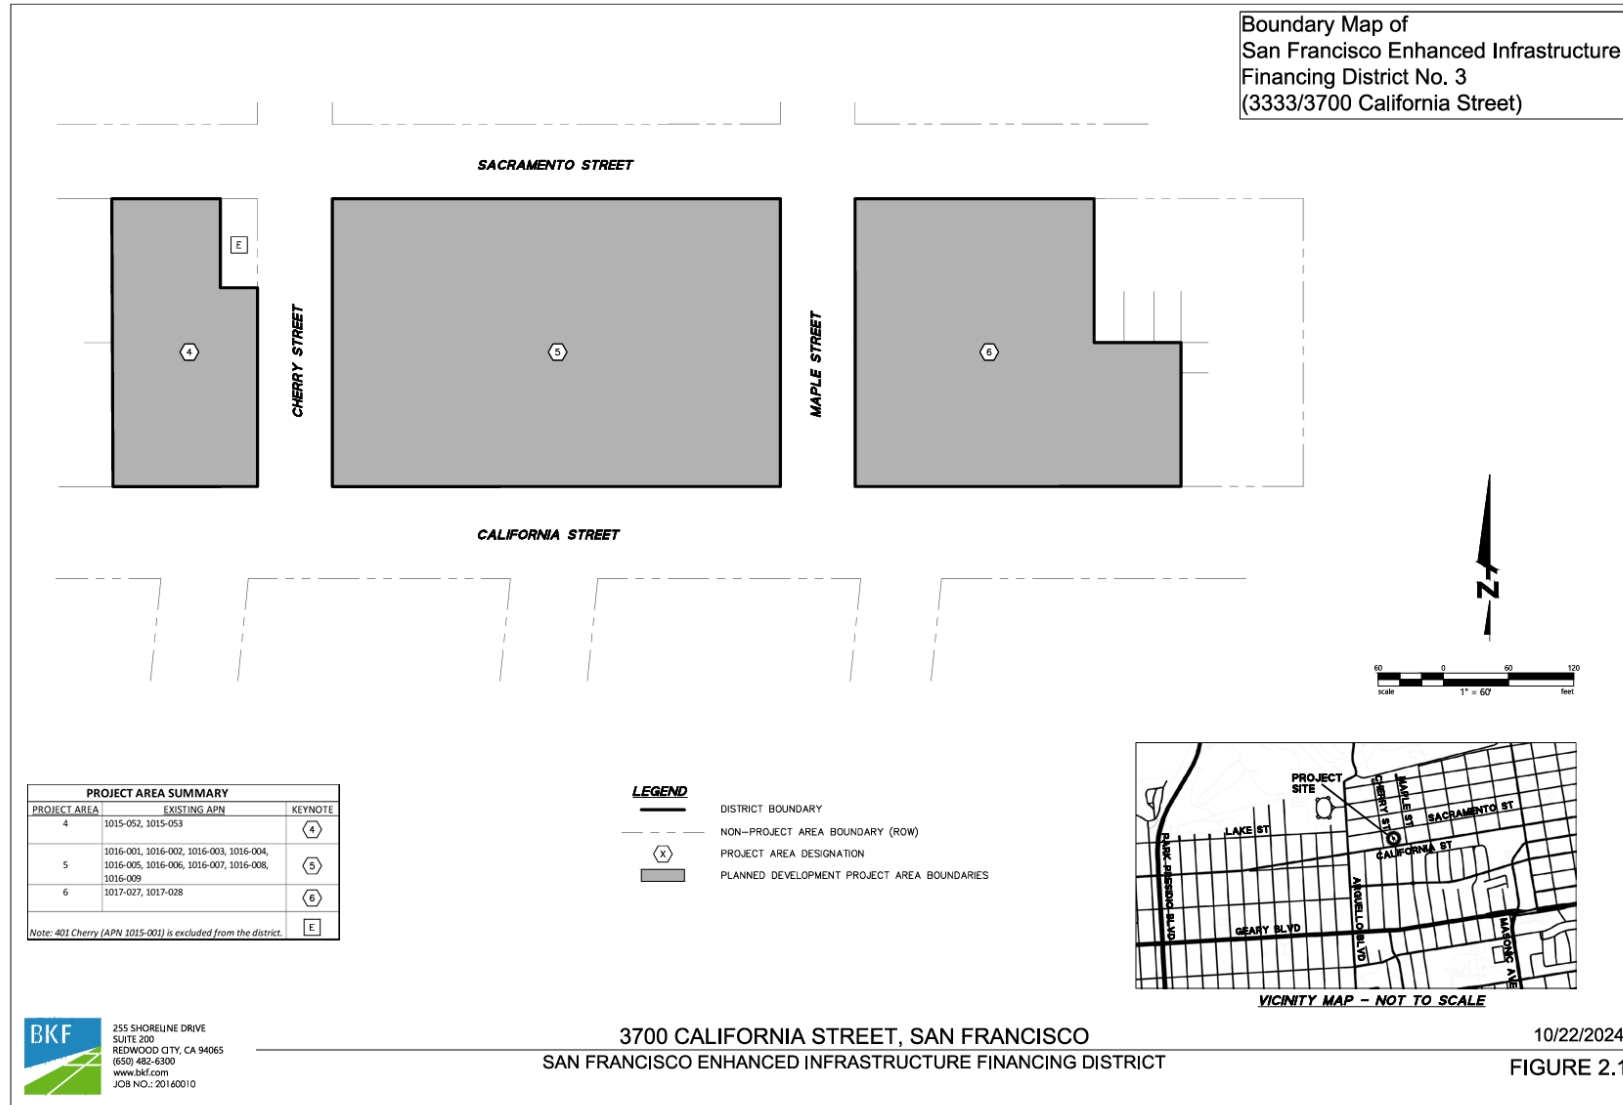 Boundary Map of
San Francisco Enhanced Infrastructure
Financing District No. 3
(3333/3700 California Street)
SACRAMENTO STREET
E
CHERRY STREET
MAPLE STREET
4
5
6
CALIFORNIA STREET
Z
60 0 60 120
scale 1" = 60' feet
PROJECT AREA SUMMARY
PROJECT AREA EXISTING APN KEYNOTE
4 1015-052, 1015-053 4
1016-001, 1016-002, 1016-003, 1016-004,
5 1016-005, 1016-006, 1016-007, 1016-008, 5
1016-009
6 1017-027, 1017-028 6
Note: 401 Cherry (APN 1015-001) is excluded from the district. E
LEGEND
DISTRICT BOUNDARY
NON-PROJECT AREA BOUNDARY (ROW)
X PROJECT AREA DESIGNATION
PLANNED DEVELOPMENT PROJECT AREA BOUNDARIES
PROJECT
SITE
CHERRY ST
MAPLE ST
SACRAMENTO ST
LAKE ST
CALIFORNIA ST
PARK PRESIDIO BLVD
ARGUELLO BLVD
GEARY BLVD
MASONIC AVE
VICINITY MAP - NOT TO SCALE
BKF
255 SHORELINE DRIVE
SUITE 200
REDWOOD CITY, CA 94065
(650) 482-6300
www.bkf.com
JOB NO.: 20160010
3700 CALIFORNIA STREET, SAN FRANCISCO
SAN FRANCISCO ENHANCED INFRASTRUCTURE FINANCING DISTRICT
10/22/2024
FIGURE 2.1